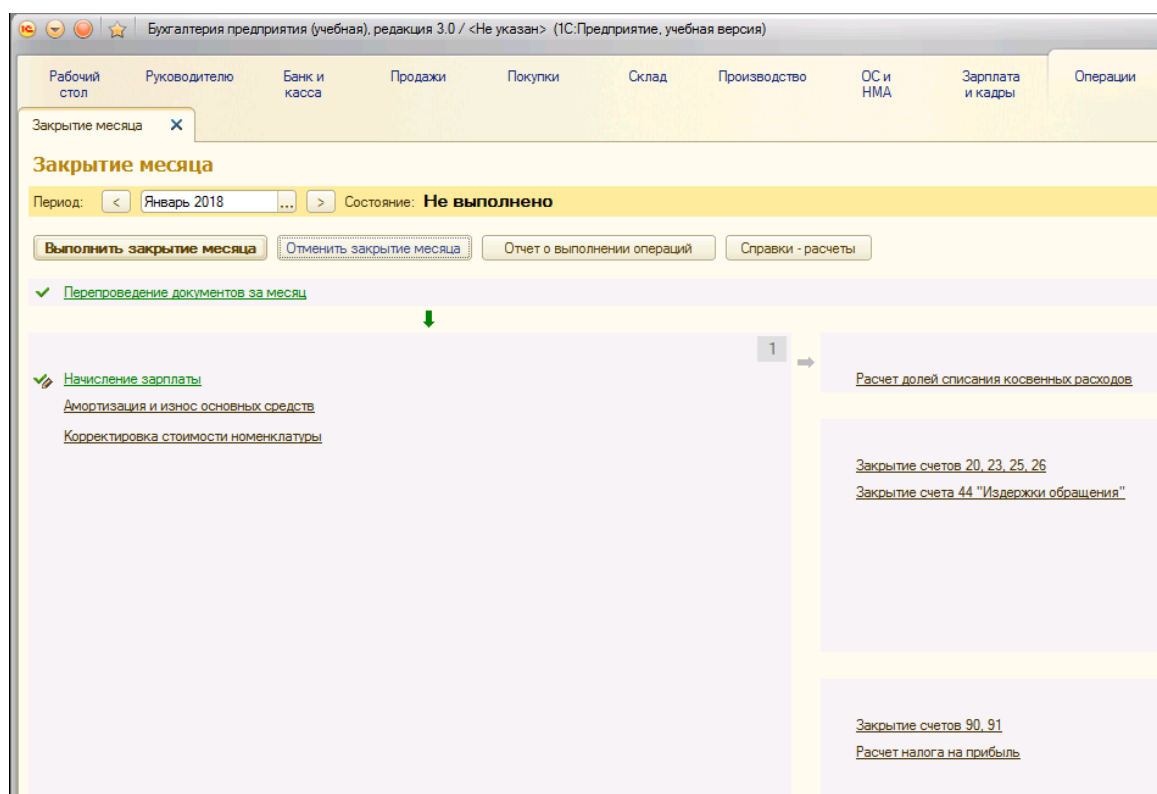 1С Бухгалтерия предприятия (учебная), редакция 3.0 / <Не указан> (1С:Предприятие, учебная версия)
Рабочий стол
Руководителю
Банк и касса
Продажи
Покупки
Склад
Производство
ОС и НМА
Зарплата и кадры
Операции
Закрытие месяца X
Закрытие месяца
Период: < Январь 2018 ... > Состояние: Не выполнено
Выполнить закрытие месяца Отменить закрытие месяца Отчет о выполнении операций Справки - расчеты
Перепроведение документов за месяц
1
Начисление зарплаты
Амортизация и износ основных средств
Корректировка стоимости номенклатуры
Расчет долей списания косвенных расходов
Закрытие счетов 20, 23, 25, 26
Закрытие счета 44 "Издержки обращения"
Закрытие счетов 90, 91
Расчет налога на прибыль